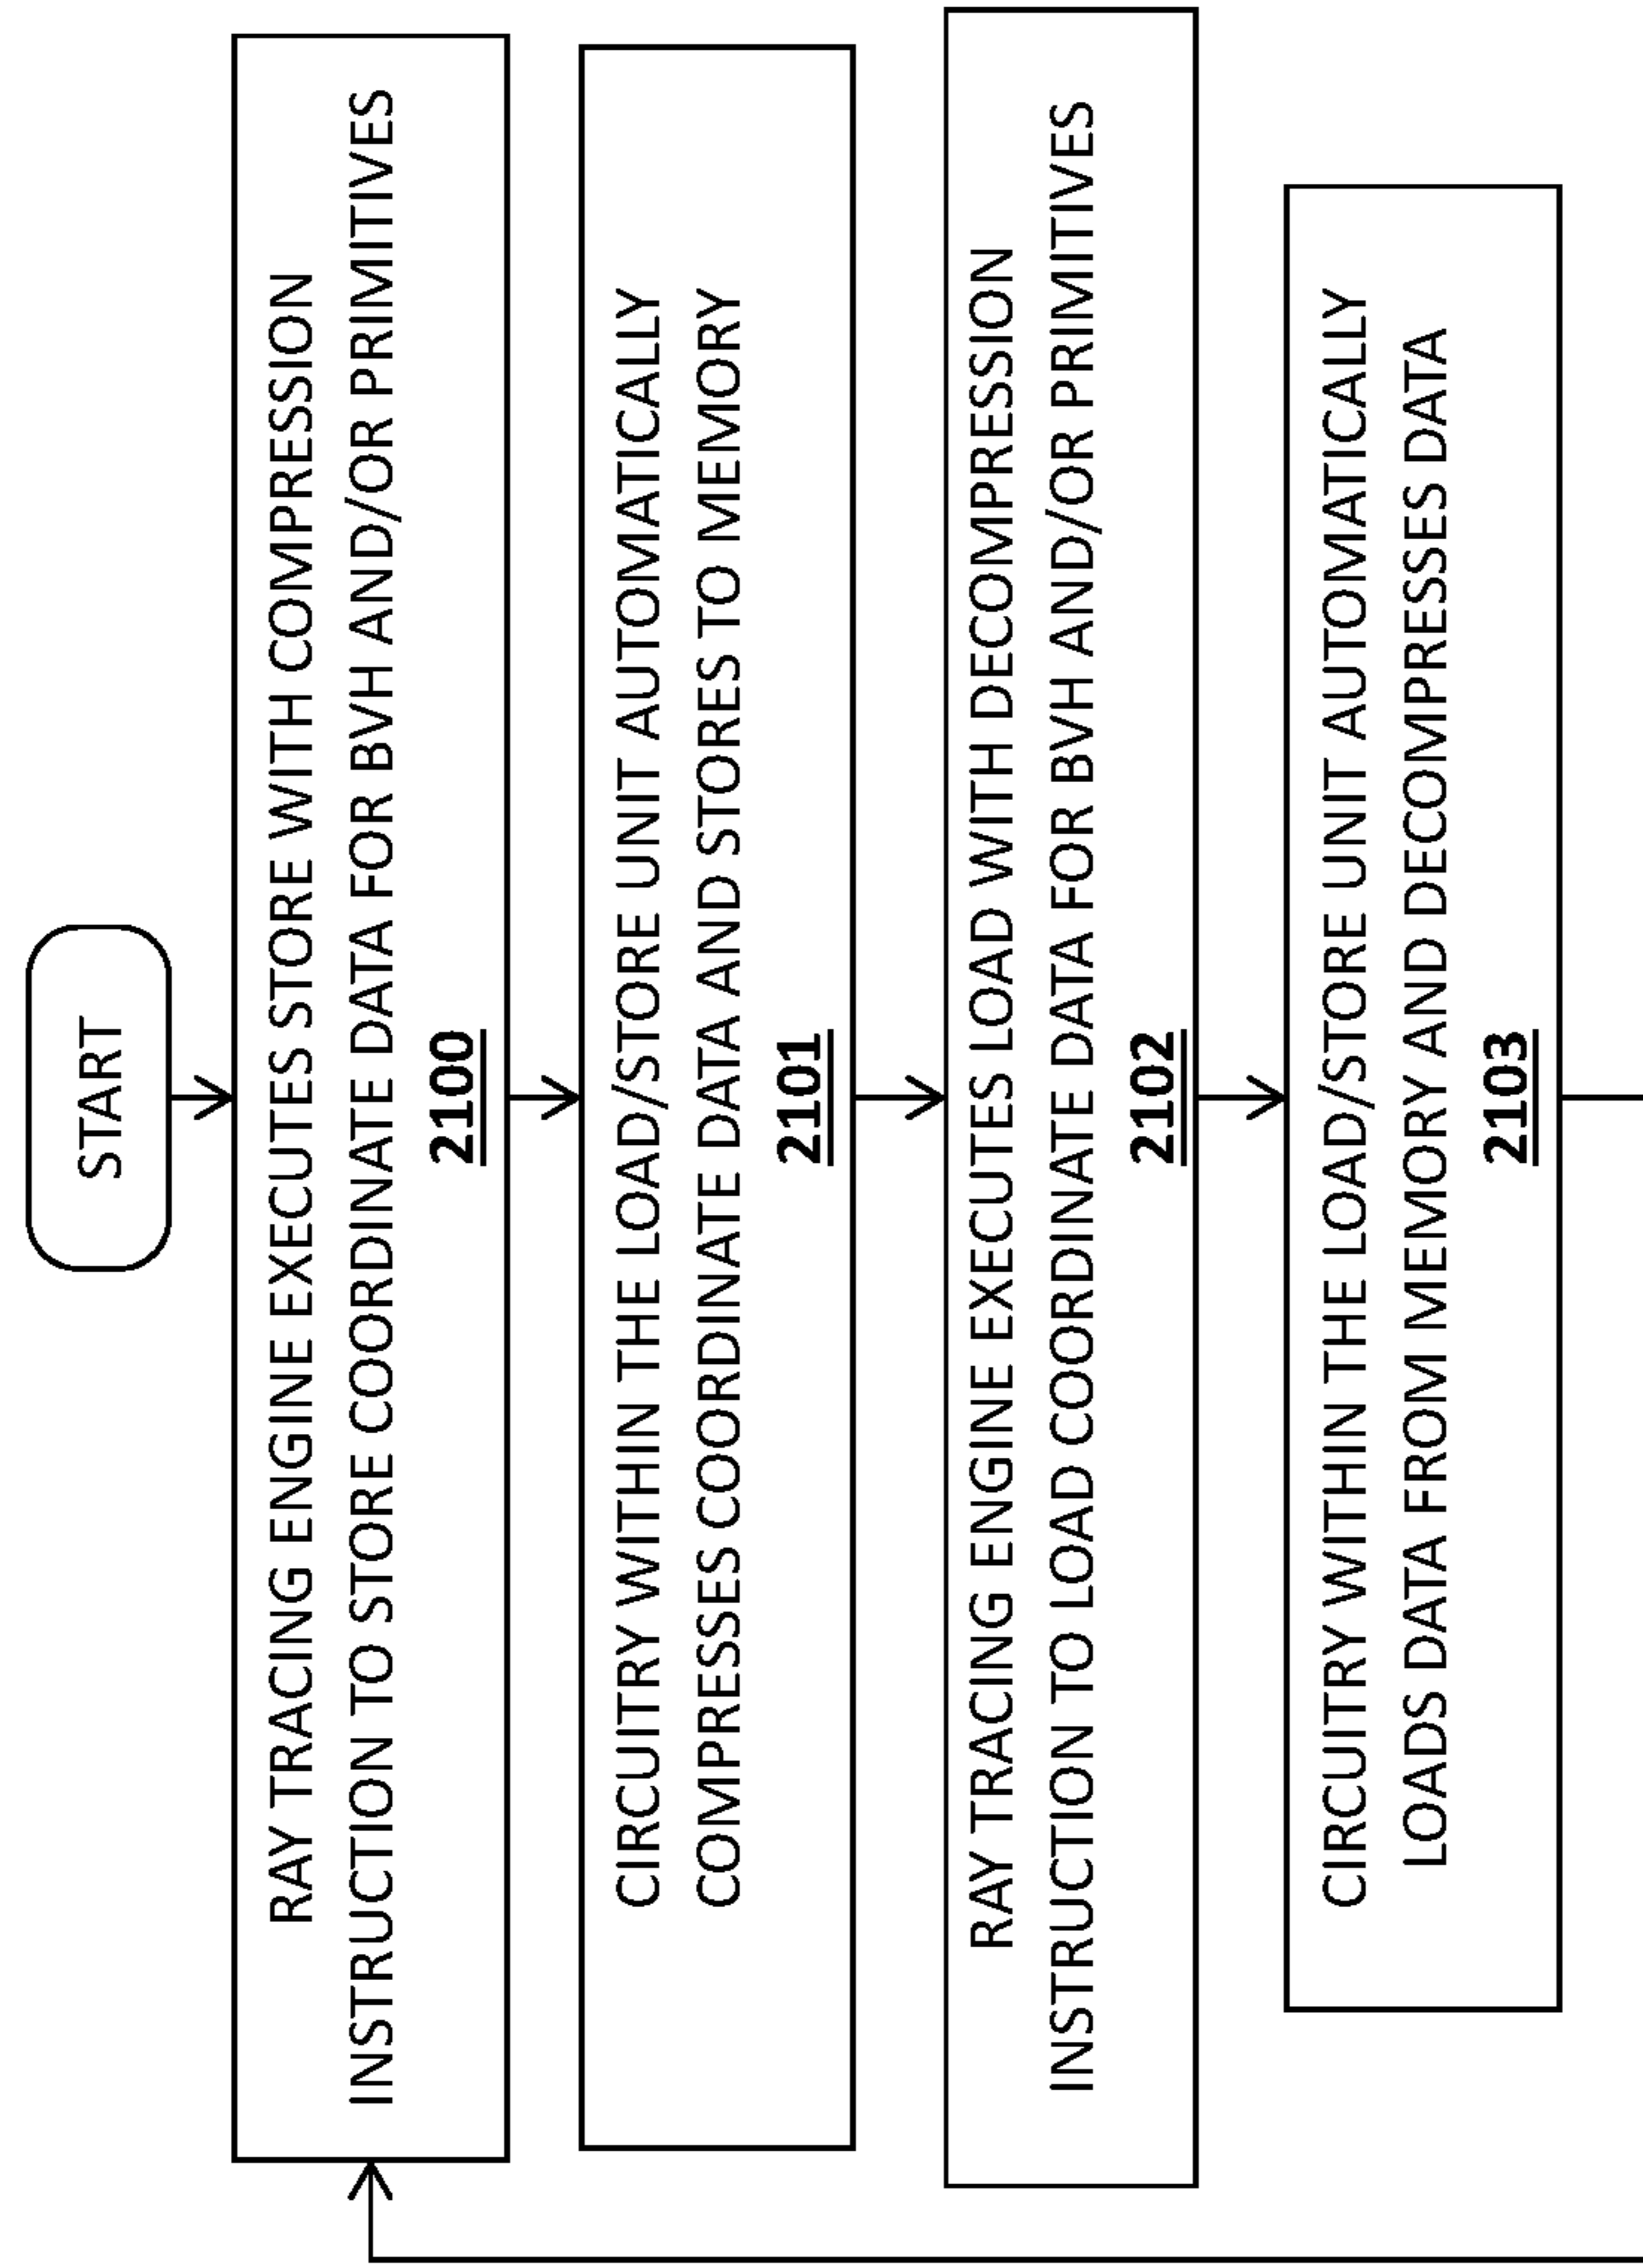 START
RAY TRACING ENGINE EXECUTES STORE WITH COMPRESSION
INSTRUCTION TO STORE COORDINATE DATA FOR BVH AND/OR PRIMITIVES
2100
CIRCUITRY WITHIN THE LOAD/STORE UNIT AUTOMATICALLY
COMPRESSES COORDINATE DATA AND STORES TO MEMORY
2101
RAY TRACING ENGINE EXECUTES LOAD WITH DECOMPRESSION
INSTRUCTION TO LOAD COORDINATE DATA FOR BVH AND/OR PRIMITIVES
2102
CIRCUITRY WITHIN THE LOAD/STORE UNIT AUTOMATICALLY
LOADS DATA FROM MEMORY AND DECOMPRESSES DATA
2103